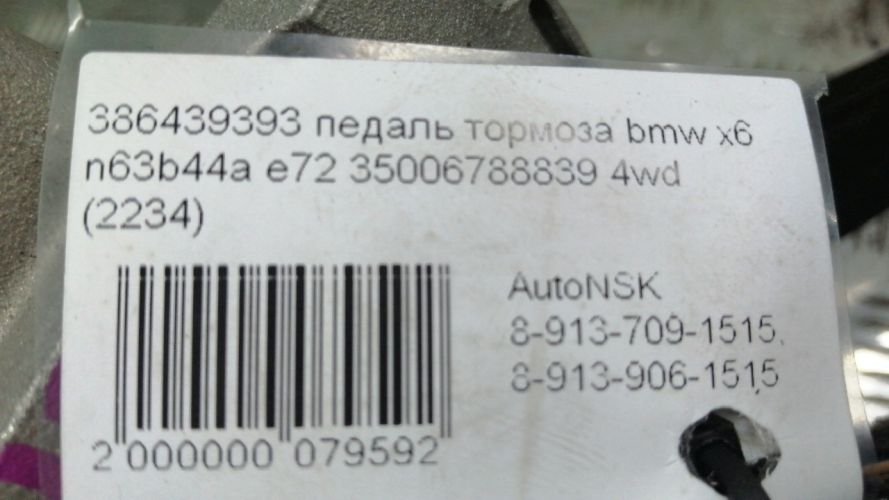 386439393 педаль тормоза bmw x6
n63b44a e72 35006788839 4wd
(2234)
AutoNSK
8-913-709-1515,
8-913-906-1515
2 000000 079592